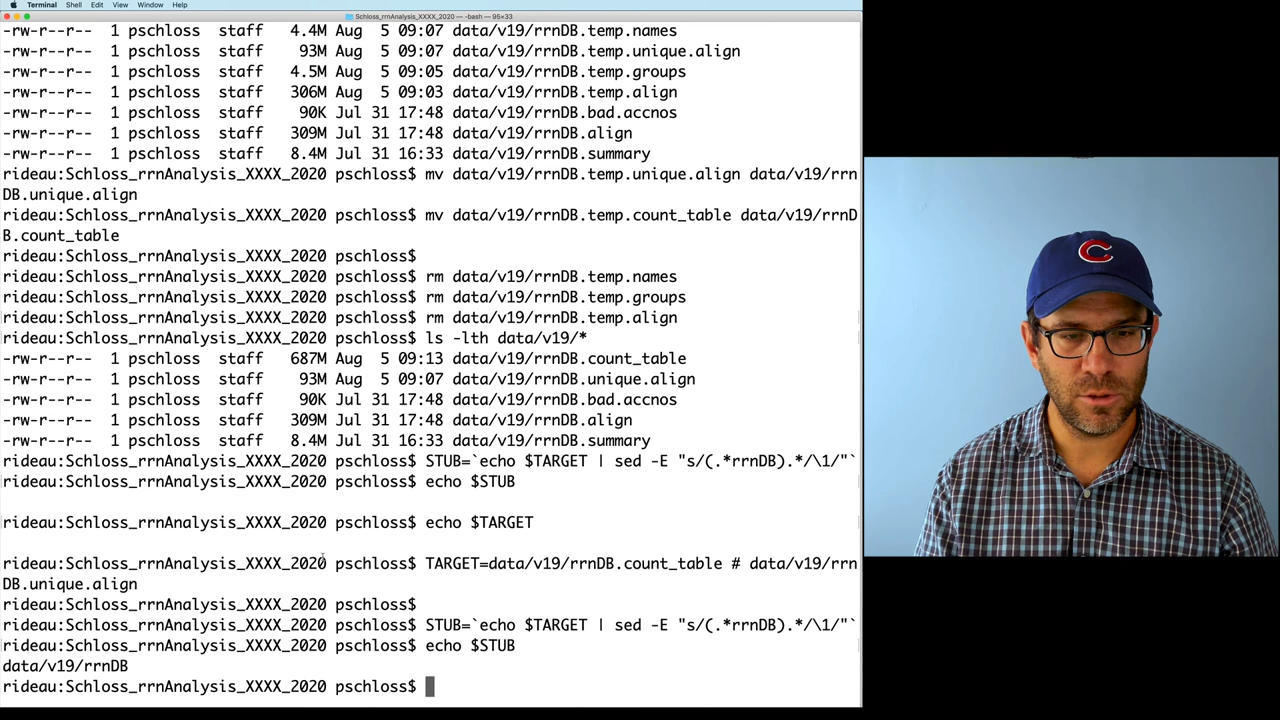 Terminal Shell Edit View Window Help
Schloss_rrnAnalysis_XXXX_2020 — -bash — 95×33
-rw-r--r-- 1 pschloss staff 4.4M Aug 5 09:07 data/v19/rrnDB.temp.names
-rw-r--r-- 1 pschloss staff 93M Aug 5 09:07 data/v19/rrnDB.temp.unique.align
-rw-r--r-- 1 pschloss staff 4.5M Aug 5 09:05 data/v19/rrnDB.temp.groups
-rw-r--r-- 1 pschloss staff 306M Aug 5 09:03 data/v19/rrnDB.temp.align
-rw-r--r-- 1 pschloss staff 90K Jul 31 17:48 data/v19/rrnDB.bad.accnos
-rw-r--r-- 1 pschloss staff 309M Jul 31 17:48 data/v19/rrnDB.align
-rw-r--r-- 1 pschloss staff 8.4M Jul 31 16:33 data/v19/rrnDB.summary
rideau:Schloss_rrnAnalysis_XXXX_2020 pschloss$ mv data/v19/rrnDB.temp.unique.align data/v19/rrn
DB.unique.align
rideau:Schloss_rrnAnalysis_XXXX_2020 pschloss$ mv data/v19/rrnDB.temp.count_table data/v19/rrnD
B.count_table
rideau:Schloss_rrnAnalysis_XXXX_2020 pschloss$
rideau:Schloss_rrnAnalysis_XXXX_2020 pschloss$ rm data/v19/rrnDB.temp.names
rideau:Schloss_rrnAnalysis_XXXX_2020 pschloss$ rm data/v19/rrnDB.temp.groups
rideau:Schloss_rrnAnalysis_XXXX_2020 pschloss$ rm data/v19/rrnDB.temp.align
rideau:Schloss_rrnAnalysis_XXXX_2020 pschloss$ ls -lth data/v19/*
-rw-r--r-- 1 pschloss staff 687M Aug 5 09:13 data/v19/rrnDB.count_table
-rw-r--r-- 1 pschloss staff 93M Aug 5 09:07 data/v19/rrnDB.unique.align
-rw-r--r-- 1 pschloss staff 90K Jul 31 17:48 data/v19/rrnDB.bad.accnos
-rw-r--r-- 1 pschloss staff 309M Jul 31 17:48 data/v19/rrnDB.align
-rw-r--r-- 1 pschloss staff 8.4M Jul 31 16:33 data/v19/rrnDB.summary
rideau:Schloss_rrnAnalysis_XXXX_2020 pschloss$ STUB=`echo $TARGET | sed -E "s/(.*rrnDB).*/\1/"`
rideau:Schloss_rrnAnalysis_XXXX_2020 pschloss$ echo $STUB
rideau:Schloss_rrnAnalysis_XXXX_2020 pschloss$ echo $TARGET
rideau:Schloss_rrnAnalysis_XXXX_2020 pschloss$ TARGET=data/v19/rrnDB.count_table # data/v19/rrn
DB.unique.align
rideau:Schloss_rrnAnalysis_XXXX_2020 pschloss$
rideau:Schloss_rrnAnalysis_XXXX_2020 pschloss$ STUB=`echo $TARGET | sed -E "s/(.*rrnDB).*/\1/"`
rideau:Schloss_rrnAnalysis_XXXX_2020 pschloss$ echo $STUB
data/v19/rrnDB
rideau:Schloss_rrnAnalysis_XXXX_2020 pschloss$
C